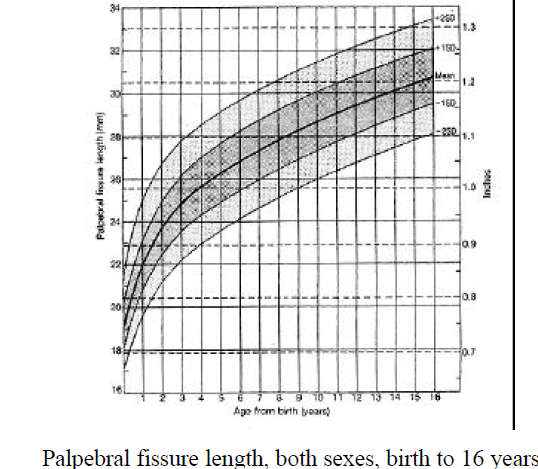 34
+2SD
1.3
32
+1SD
Mean
1.2
30
-1SD
28
-2SD
1.1
26
1.0
24
0.9
22
20
0.8
18
0.7
16
Palpebral fissure length (mm)
Inches
1 2 3 4 5 6 7 8 9 10 11 12 13 14 15 16
Age from birth (years)
Palpebral fissure length, both sexes, birth to 16 years